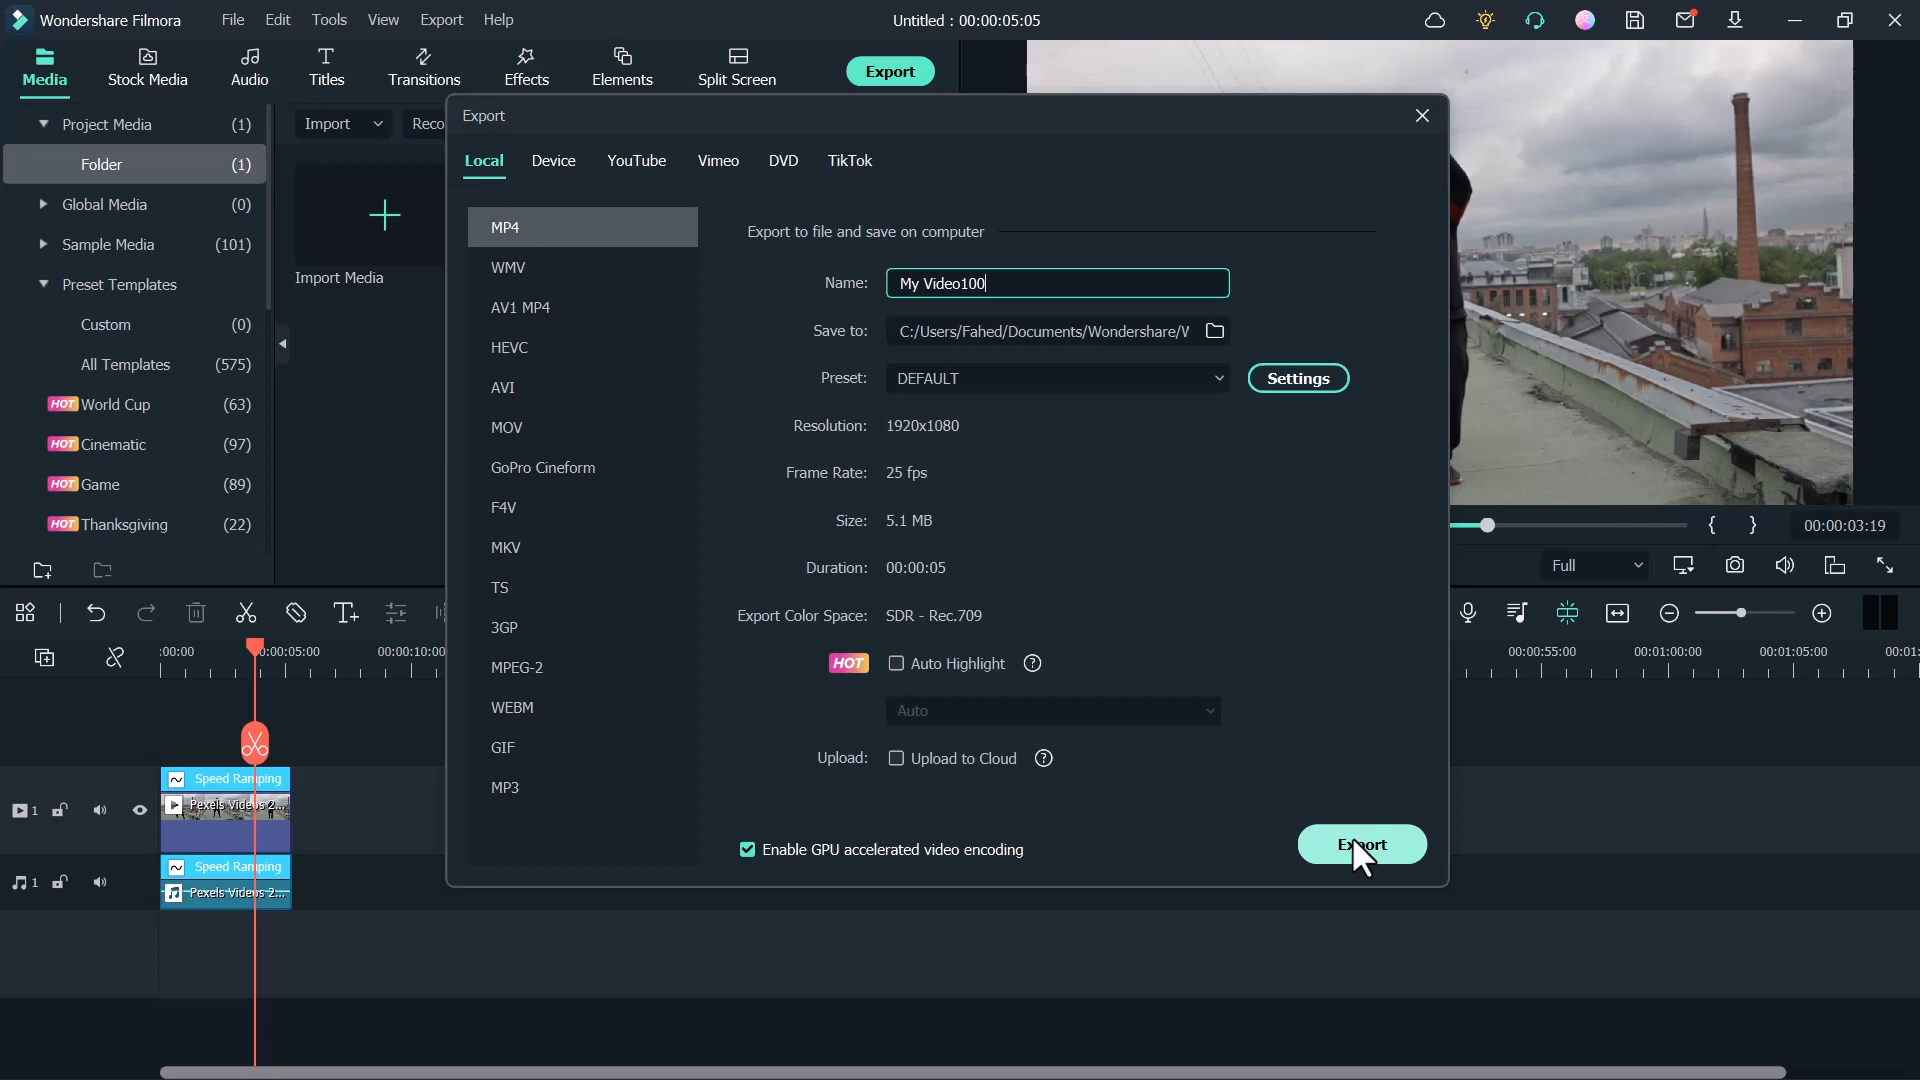 Wondershare Filmora File Edit Tools View Export Help Untitled : 00:00:05:05
Media Stock Media Audio Titles Transitions Effects Elements Split Screen Export
Project Media (1)
Folder (1)
Global Media (0)
Sample Media (101)
Preset Templates
Custom (0)
All Templates (575)
HOT World Cup (63)
HOT Cinematic (97)
HOT Game (89)
HOT Thanksgiving (22)
Import Reco
Import Media
Export
Local Device YouTube Vimeo DVD TikTok
MP4
WMV
AV1 MP4
HEVC
AVI
MOV
GoPro Cineform
F4V
MKV
TS
3GP
MPEG-2
WEBM
GIF
MP3
Export to file and save on computer
Name: My Video100
Save to: C:/Users/Fahed/Documents/Wondershare/W
Preset: DEFAULT Settings
Resolution: 1920x1080
Frame Rate: 25 fps
Size: 5.1 MB
Duration: 00:00:05
Export Color Space: SDR - Rec.709
HOT Auto Highlight
Auto
Upload: Upload to Cloud
Enable GPU accelerated video encoding Export
{ } 00:00:03:19
Full
:00:00 00:00:05:00 00:00:10:00 00:00:55:00 00:01:00:00 00:01:05:00 00:01:
Speed Ramping
1 Pexels Videos 2...
Speed Ramping
1 Pexels Videos 2...